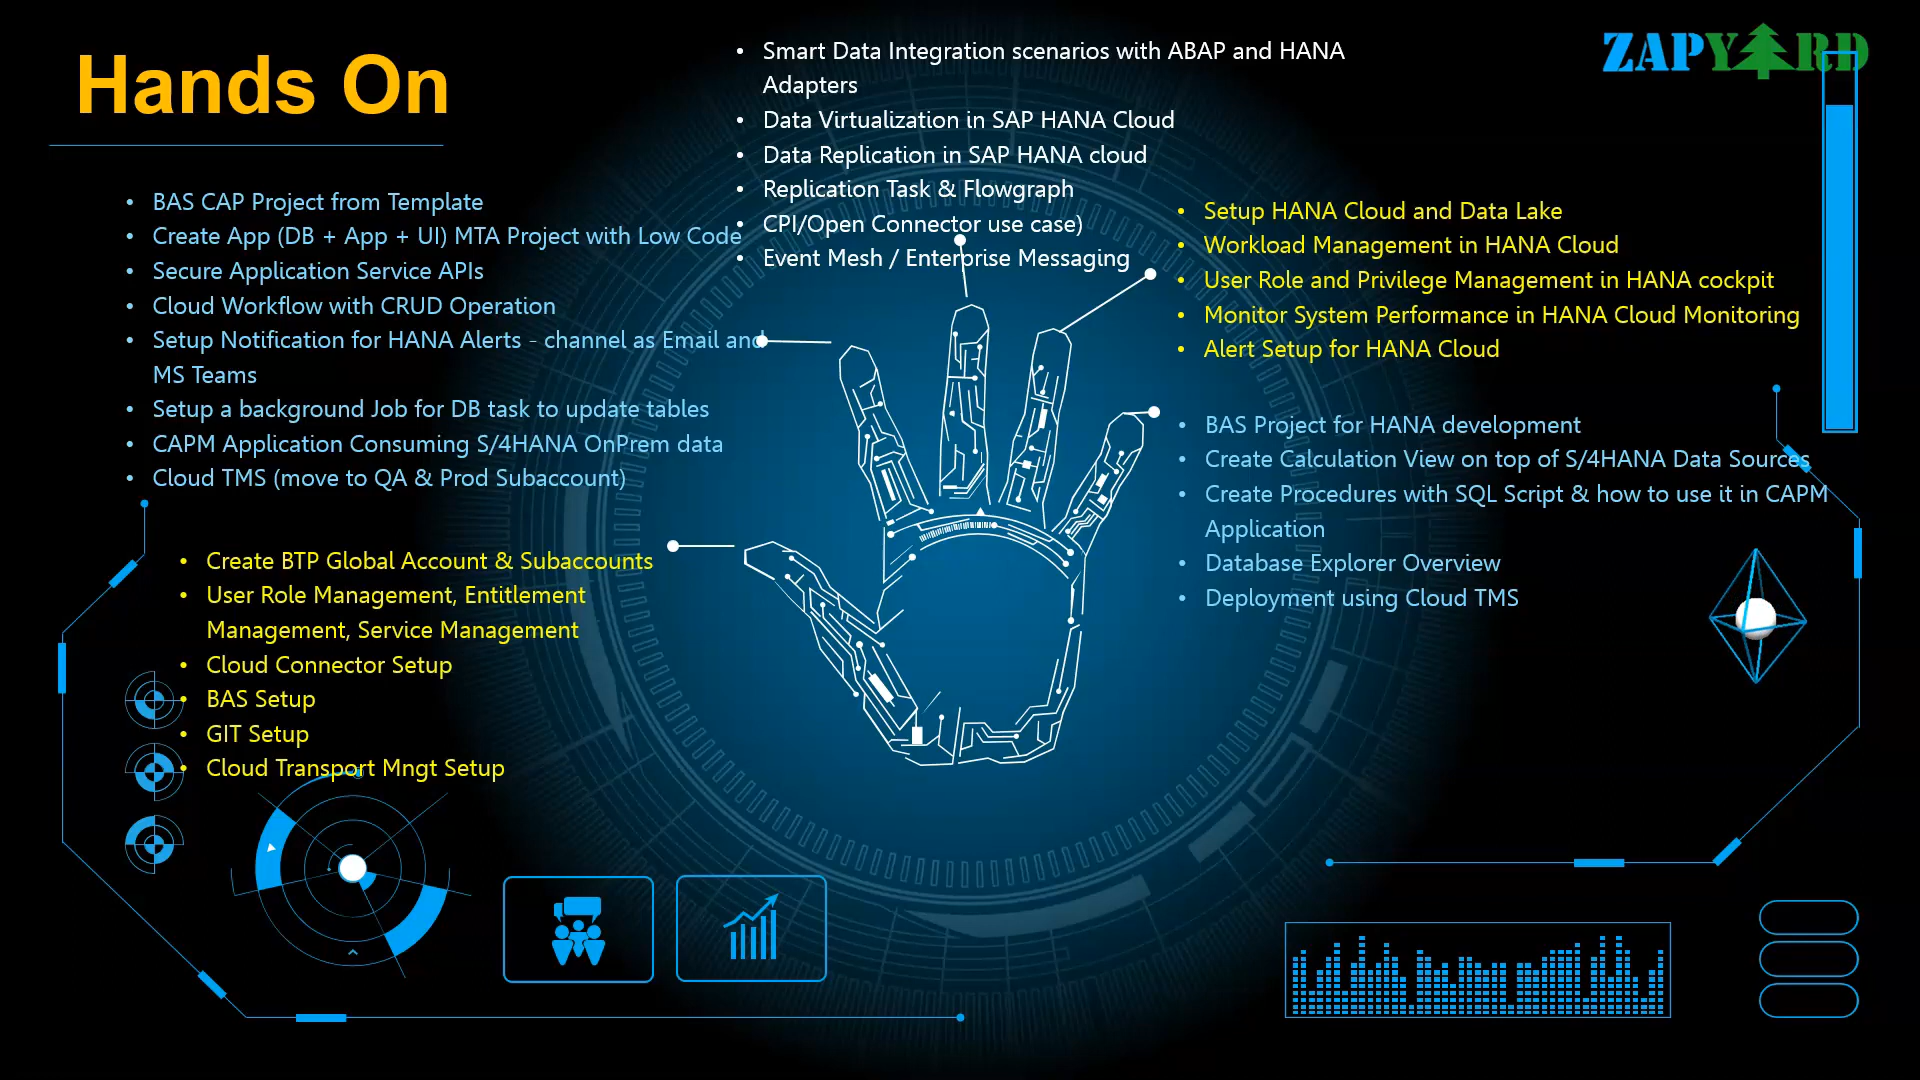 Hands On
ZAPYARD
• Smart Data Integration scenarios with ABAP and HANA
Adapters
• Data Virtualization in SAP HANA Cloud
• Data Replication in SAP HANA cloud
• Replication Task & Flowgraph
• CPI/Open Connector use case)
• Event Mesh / Enterprise Messaging
• BAS CAP Project from Template
• Create App (DB + App + UI) MTA Project with Low Code
• Secure Application Service APIs
• Cloud Workflow with CRUD Operation
• Setup Notification for HANA Alerts - channel as Email and
MS Teams
• Setup a background Job for DB task to update tables
• CAPM Application Consuming S/4HANA OnPrem data
• Cloud TMS (move to QA & Prod Subaccount)
• Setup HANA Cloud and Data Lake
• Workload Management in HANA Cloud
• User Role and Privilege Management in HANA cockpit
• Monitor System Performance in HANA Cloud Monitoring
• Alert Setup for HANA Cloud
• BAS Project for HANA development
• Create Calculation View on top of S/4HANA Data Sources
• Create Procedures with SQL Script & how to use it in CAPM
Application
• Database Explorer Overview
• Deployment using Cloud TMS
• Create BTP Global Account & Subaccounts
• User Role Management, Entitlement
Management, Service Management
• Cloud Connector Setup
• BAS Setup
• GIT Setup
• Cloud Transport Mngt Setup